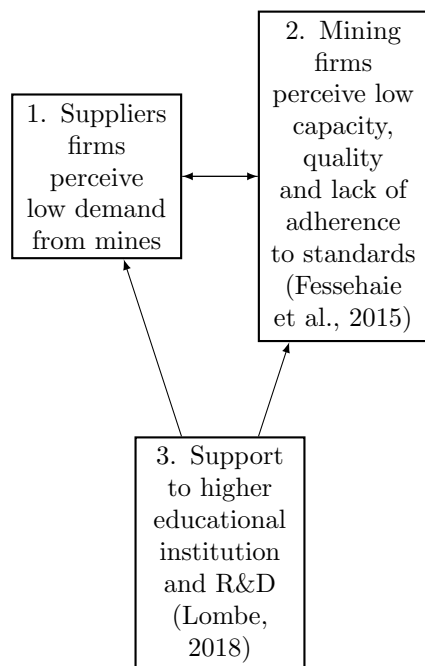 1. Suppliers
firms
perceive
low demand
from mines
2. Mining
firms
perceive low
capacity,
quality
and lack of
adherence
to standards
(Fessehaie
et al., 2015)
3. Support
to higher
educational
institution
and R&D
(Lombe,
2018)